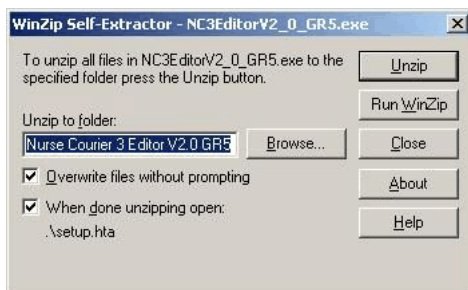 WinZip Self-Extractor - NC3EditorV2_0_GR5.exe
To unzip all files in NC3EditorV2_0_GR5.exe to the
specified folder press the Unzip button.
Unzip to folder:
Nurse Courier 3 Editor V2.0 GR5
Browse...
Overwrite files without prompting
When done unzipping open:
.\setup.hta
Unzip
Run WinZip
Close
About
Help